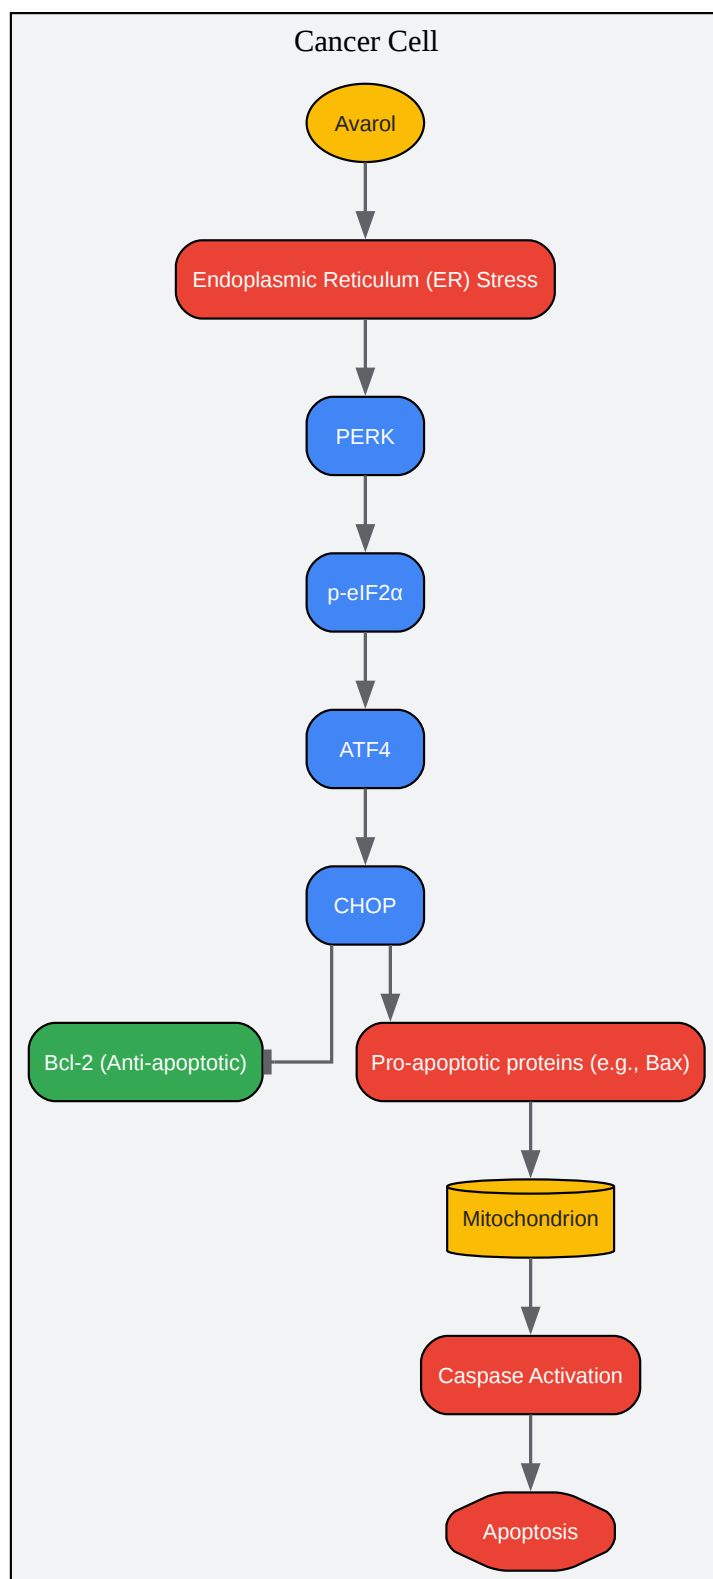 Cancer Cell
Avarol
Endoplasmic Reticulum (ER) Stress
PERK
p-eIF2α
ATF4
CHOP
Bcl-2 (Anti-apoptotic)
Pro-apoptotic proteins (e.g., Bax)
Mitochondrion
Caspase Activation
Apoptosis